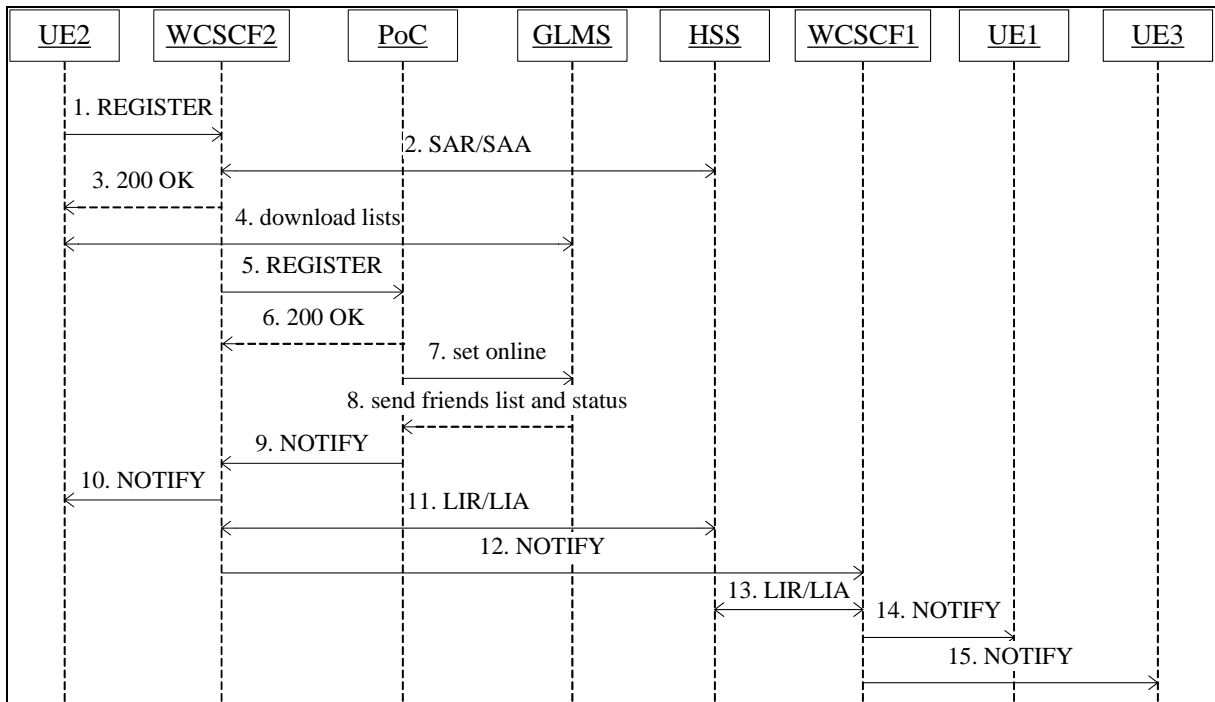 UE2 WCSCF2 PoC GLMS HSS WCSCF1 UE1 UE3
1. REGISTER
2. SAR/SAA
3. 200 OK
4. download lists
5. REGISTER
6. 200 OK
7. set online
8. send friends list and status
9. NOTIFY
10. NOTIFY
11. LIR/LIA
12. NOTIFY
13. LIR/LIA
14. NOTIFY
15. NOTIFY